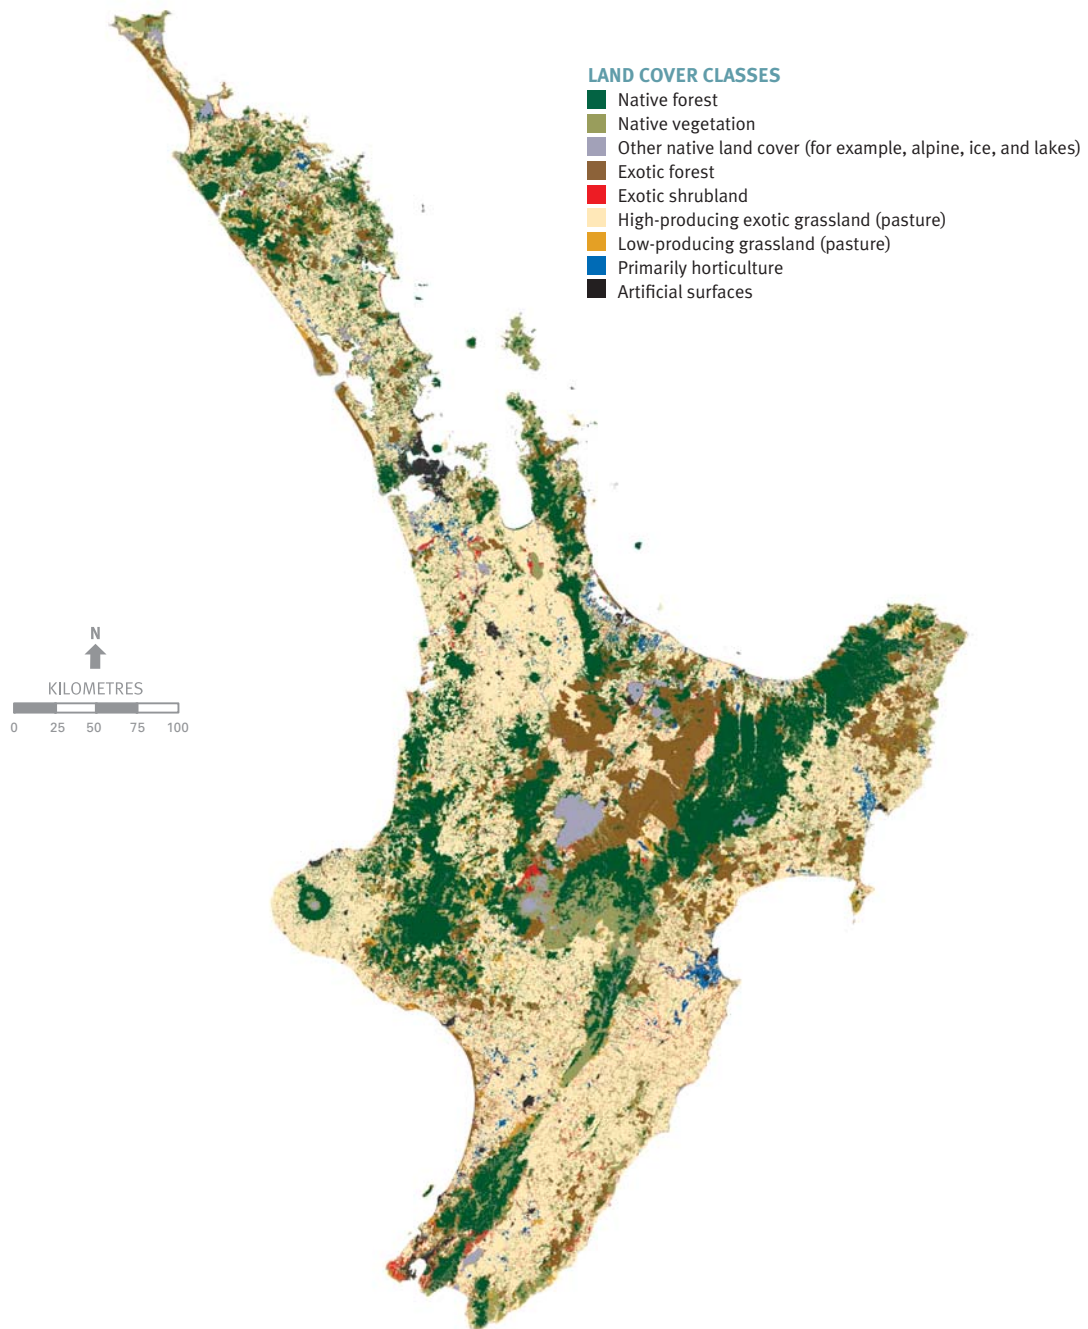 LAND COVER CLASSES
Native forest
Native vegetation
Other native land cover (for example, alpine, ice, and lakes)
Exotic forest
Exotic shrubland
High-producing exotic grassland (pasture)
Low-producing grassland (pasture)
Primarily horticulture
Artificial surfaces
N
KILOMETRES
0 25 50 75 100